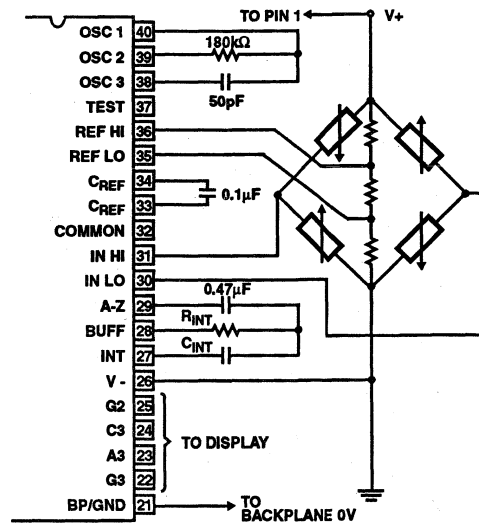 TO PIN 1 V+
OSC 1 40
180kΩ
OSC 2 39
OSC 3 38
50pF
TEST 37
REF HI 36
REF LO 35
CREF 34
0.1µF
CREF 33
COMMON 32
IN HI 31
IN LO 30
0.47µF
A-Z 29
RINT
BUFF 28
CINT
INT 27
V - 26
G2 25
C3 24
TO DISPLAY
A3 23
G3 22
BP/GND 21
TO
BACKPLANE 0V